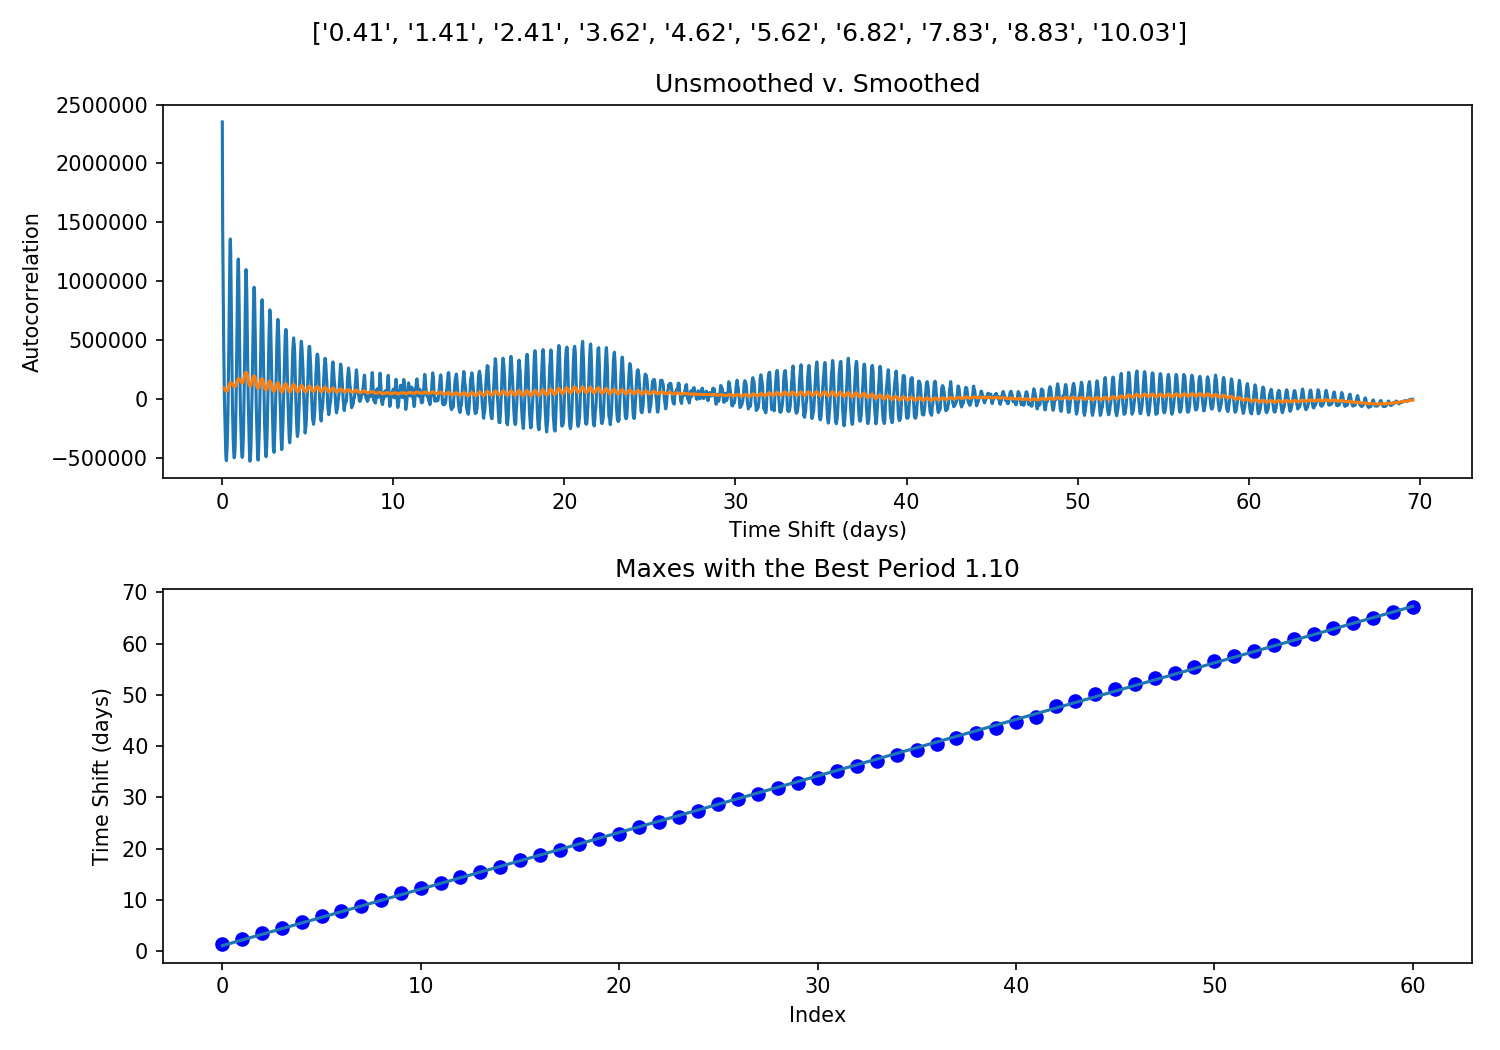 ['0.41', '1.41', '2.41', '3.62', '4.62', '5.62', '6.82', '7.83', '8.83', '10.03']
Unsmoothed v. Smoothed
2500000
2000000
1500000
1000000
500000
0
−500000
Autocorrelation
0 10 20 30 40 50 60 70
Time Shift (days)
Maxes with the Best Period 1.10
70
60
50
40
30
20
10
0
Time Shift (days)
0 10 20 30 40 50 60
Index